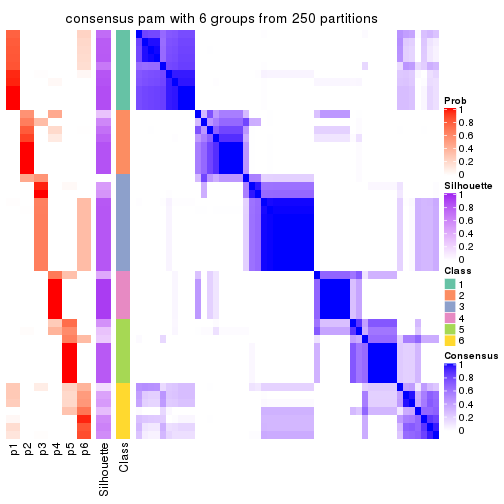 consensus pam with 6 groups from 250 partitions
Prob
1
0.8
0.6
0.4
0.2
0
Silhouette
1
0.8
0.6
0.4
0.2
0
Class
1
2
3
4
5
6
Consensus
1
0.8
0.6
0.4
0.2
0
p1
p2
p3
p4
p5
p6
Silhouette
Class